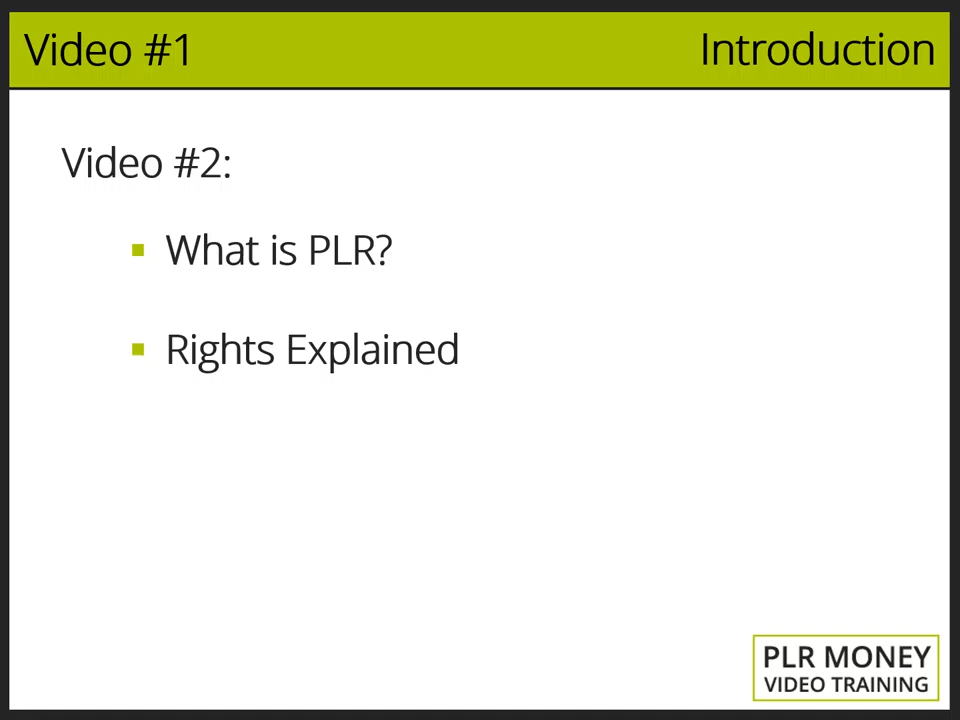 Video #1
Introduction
Video #2:
What is PLR?
Rights Explained
PLR MONEY
VIDEO TRAINING